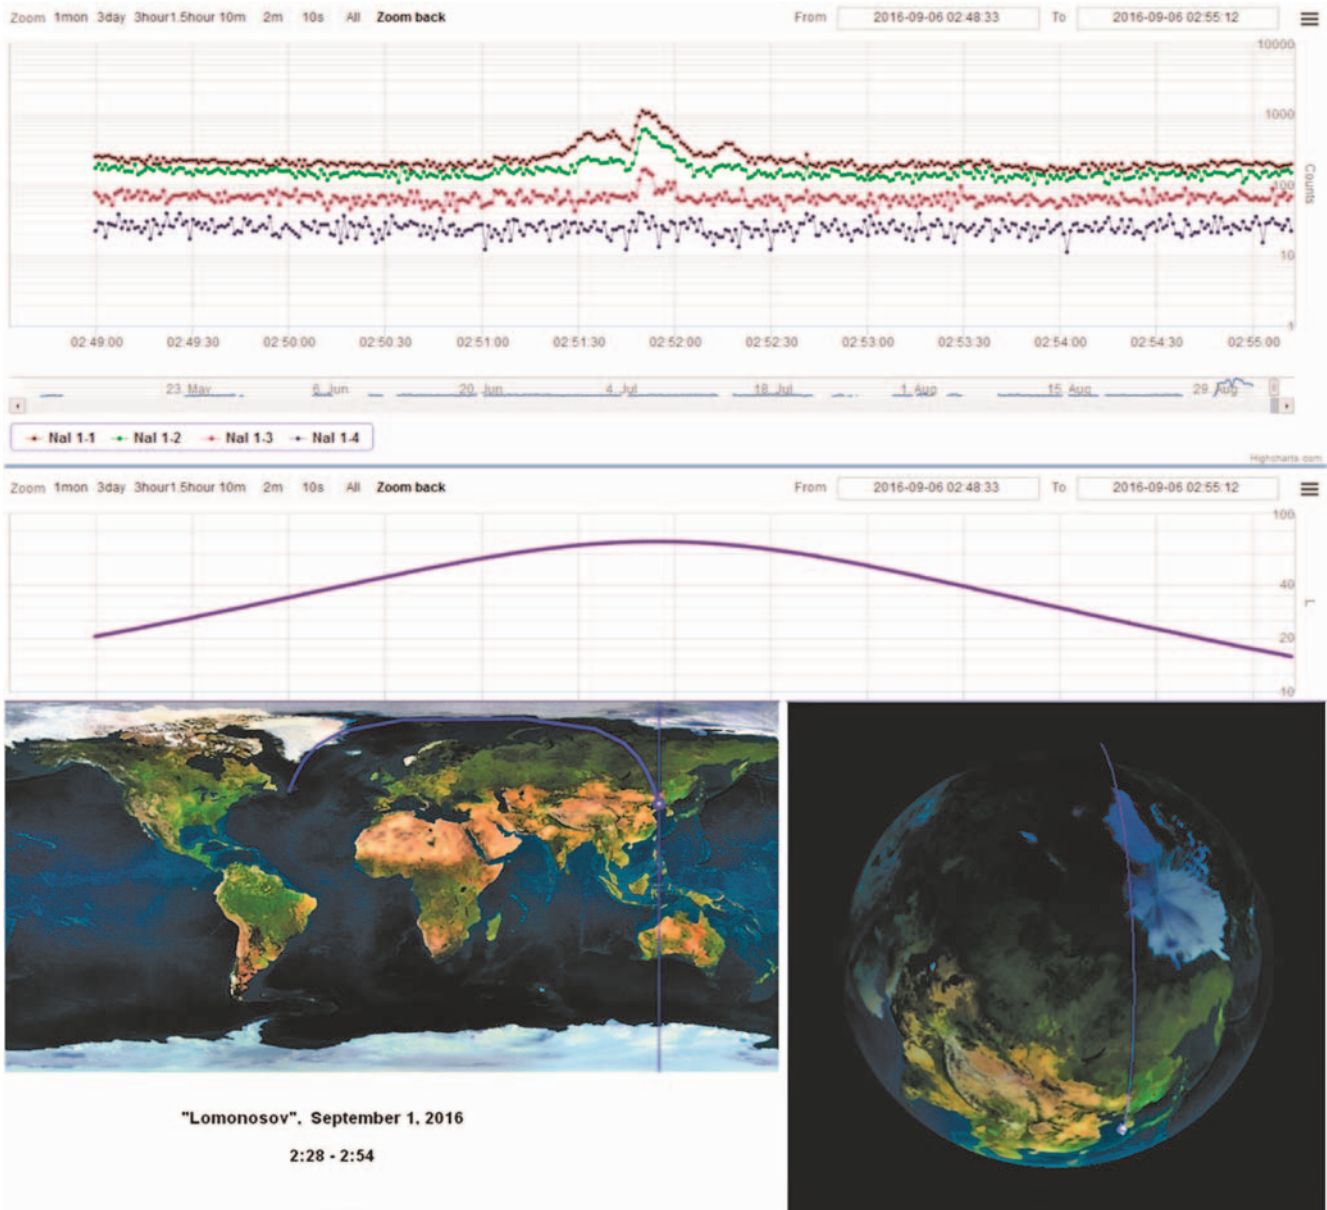 Zoom 1mon 3day 3hour1.5hour 10m 2m 10s All Zoom back From 2016-09-06 02:48:33 To 2016-09-06 02:55:12
10000
1000
100
10
1
Counts
02:49:00 02:49:30 02:50:00 02:50:30 02:51:00 02:51:30 02:52:00 02:52:30 02:53:00 02:53:30 02:54:00 02:54:30 02:55:00
23. May 6. Jun 20. Jun 4. Jul 18. Jul 1. Aug 15. Aug 29. Aug
NaI 1-1 NaI 1-2 NaI 1-3 NaI 1-4
Highcharts.com
Zoom 1mon 3day 3hour1.5hour 10m 2m 10s All Zoom back From 2016-09-06 02:48:33 To 2016-09-06 02:55:12
100
40
20
10
L
"Lomonosov", September 1, 2016
2:28 - 2:54